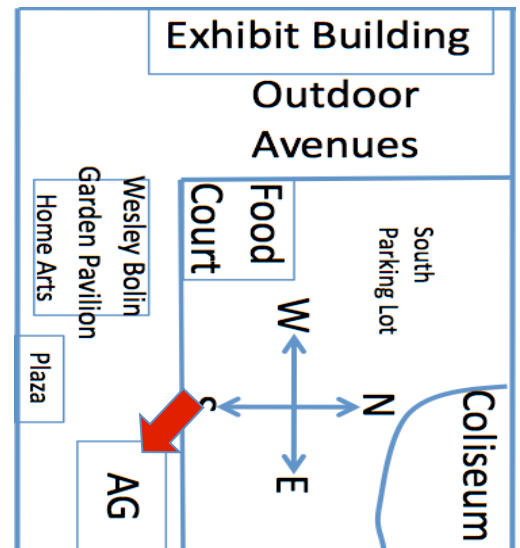 Exhibit Building
Outdoor
Avenues
Wesley Bolin
Garden Pavilion
Home Arts
Food
Court
South
Parking Lot
W
N
E
Plaza
AG
Coliseum